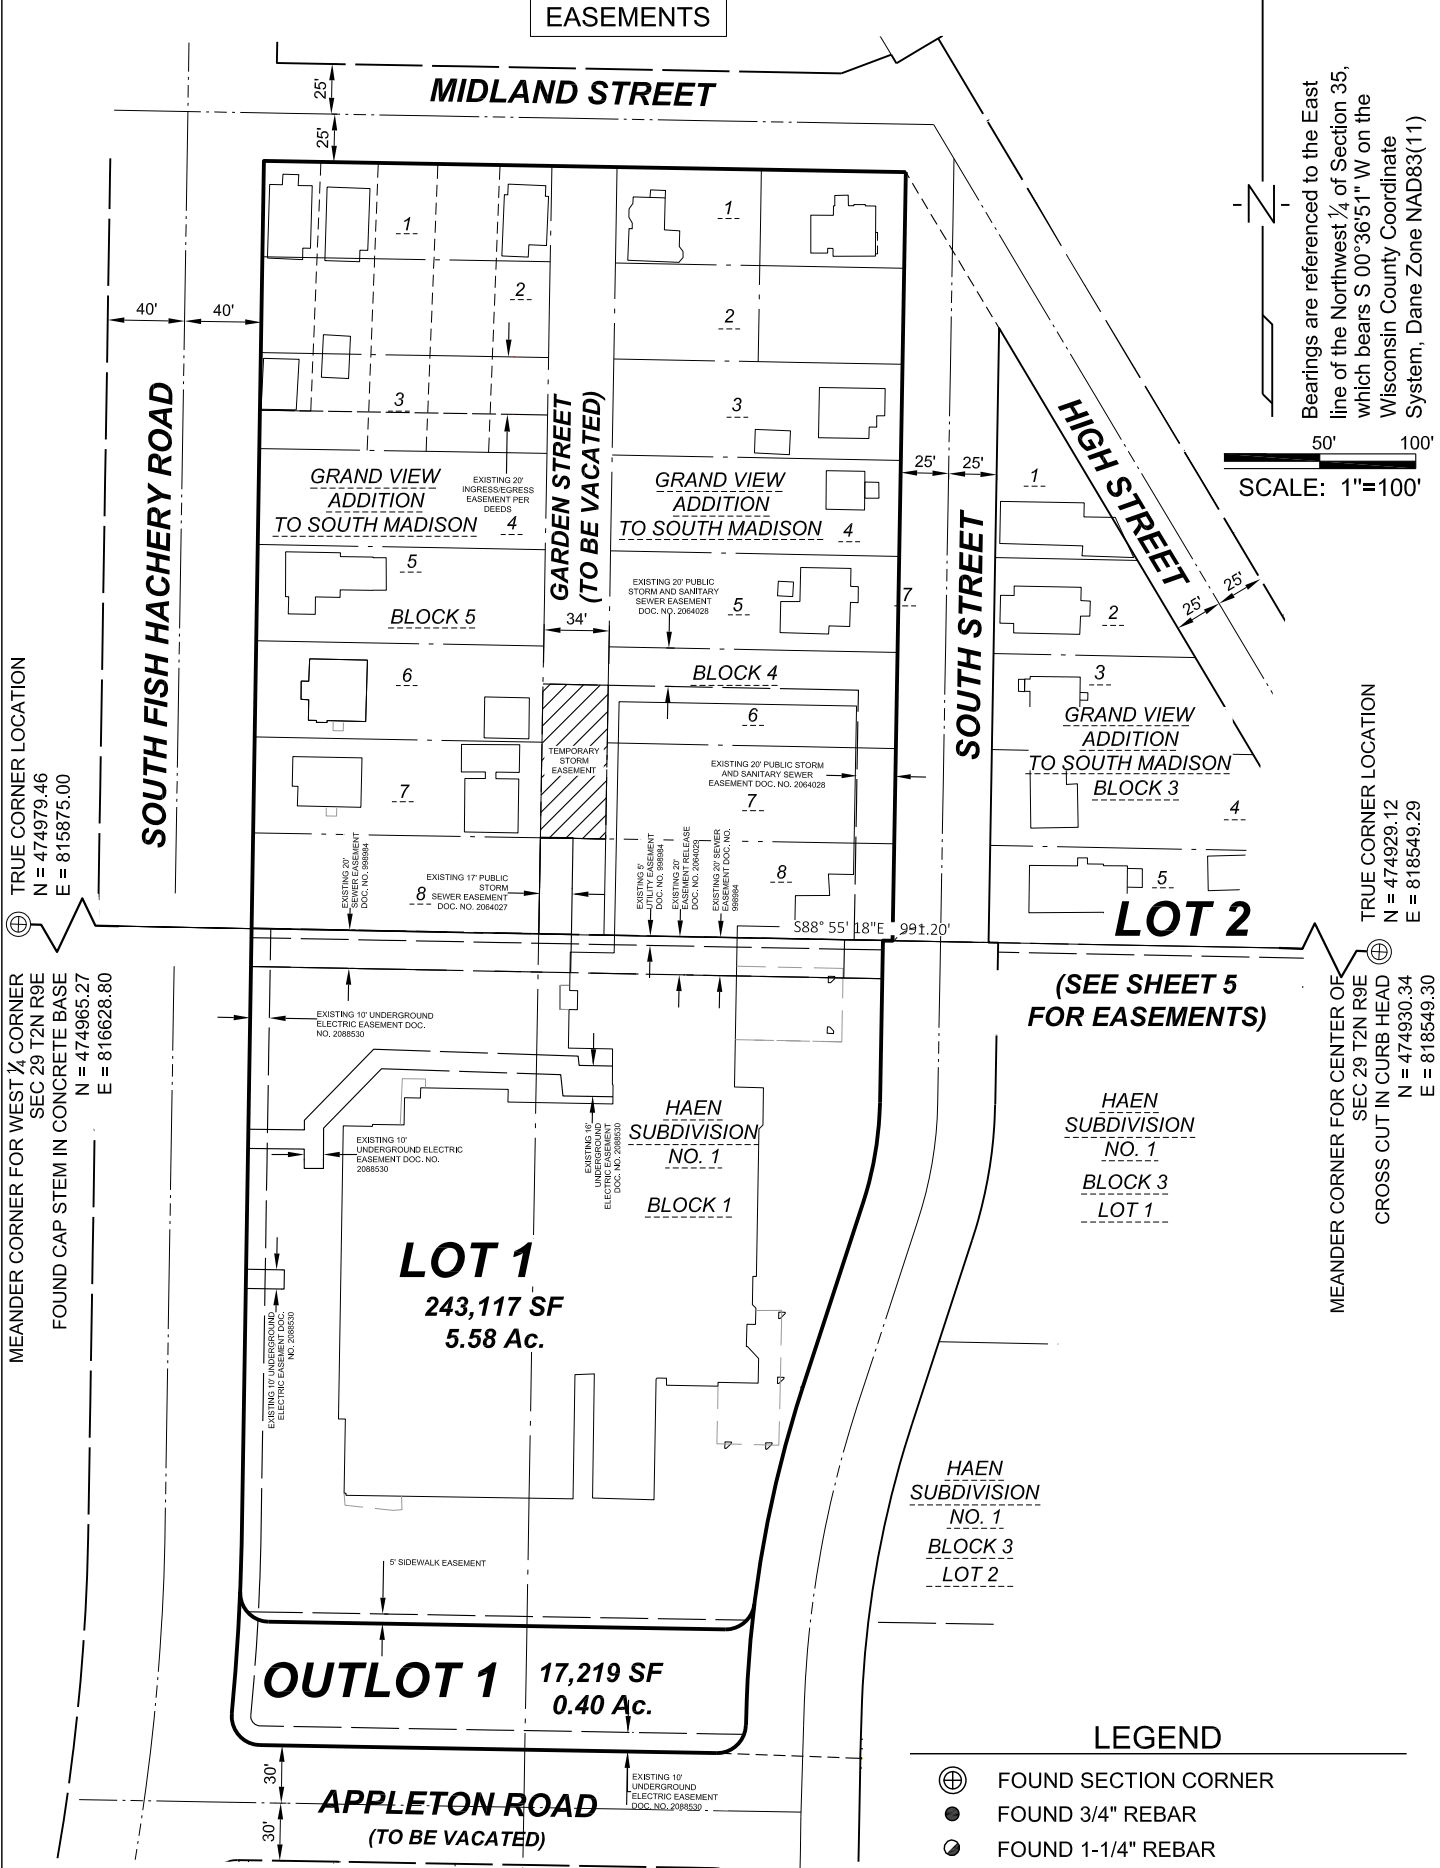 EASEMENTS
MIDLAND STREET
25'
25'
Bearings are referenced to the East
line of the Northwest ¼ of Section 35,
which bears S 00°36'51" W on the
Wisconsin County Coordinate
System, Dane Zone NAD83(11)
N
50'
100'
SCALE: 1"=100'
40'
40'
SOUTH FISH HACHERY ROAD
1
2
3
GRAND VIEW
ADDITION
TO SOUTH MADISON
4
EXISTING 20'
INGRESS/EGRESS
EASEMENT PER
DEEDS
5
BLOCK 5
6
7
8
GARDEN STREET
(TO BE VACATED)
34'
1
2
3
GRAND VIEW
ADDITION
TO SOUTH MADISON
4
EXISTING 20' PUBLIC
STORM AND SANITARY
SEWER EASEMENT
DOC. NO. 2064028
5
7
BLOCK 4
6
TEMPORARY
STORM
EASEMENT
EXISTING 20' PUBLIC STORM
AND SANITARY SEWER
EASEMENT DOC. NO. 2064028
7
8
25'
25'
SOUTH STREET
HIGH STREET
25'
25'
1
2
3
GRAND VIEW
ADDITION
TO SOUTH MADISON
BLOCK 3
4
5
EXISTING 20'
SEWER EASEMENT
DOC. NO. 998984
EXISTING 17' PUBLIC
STORM
SEWER EASEMENT
DOC. NO. 2064027
EXISTING 5'
UTILITY EASEMENT
DOC. NO. 998984
EXISTING 20'
EASEMENT RELEASE
DOC. NO. 2064029
EXISTING 20' SEWER
EASEMENT DOC. NO.
998984
S88° 55' 18"E 991.20'
TRUE CORNER LOCATION
N = 474979.46
E = 815875.00
MEANDER CORNER FOR WEST ¼ CORNER
SEC 29 T2N R9E
FOUND CAP STEM IN CONCRETE BASE
N = 474965.27
E = 816628.80
TRUE CORNER LOCATION
N = 474929.12
E = 818549.29
MEANDER CORNER FOR CENTER OF
SEC 29 T2N R9E
CROSS CUT IN CURB HEAD
N = 474930.34
E = 818549.30
LOT 2
(SEE SHEET 5
FOR EASEMENTS)
EXISTING 10' UNDERGROUND
ELECTRIC EASEMENT DOC.
NO. 2088530
EXISTING 10'
UNDERGROUND ELECTRIC
EASEMENT DOC. NO.
2088530
EXISTING 16'
UNDERGROUND
ELECTRIC EASEMENT
DOC. NO. 2088530
HAEN
SUBDIVISION
NO. 1
BLOCK 1
HAEN
SUBDIVISION
NO. 1
BLOCK 3
LOT 1
LOT 1
243,117 SF
5.58 Ac.
EXISTING 10' UNDERGROUND
ELECTRIC EASEMENT DOC.
NO. 2088530
HAEN
SUBDIVISION
NO. 1
BLOCK 3
LOT 2
5' SIDEWALK EASEMENT
OUTLOT 1
17,219 SF
0.40 Ac.
30'
30'
EXISTING 10'
UNDERGROUND
ELECTRIC EASEMENT
DOC. NO. 2088530
APPLETON ROAD
(TO BE VACATED)
LEGEND
FOUND SECTION CORNER
FOUND 3/4" REBAR
FOUND 1-1/4" REBAR